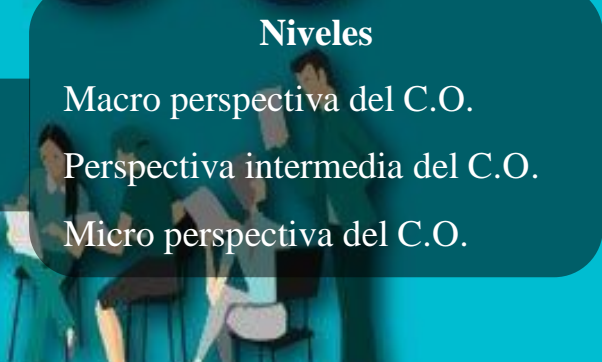 Niveles
Macro perspectiva del C.O.
Perspectiva intermedia del C.O.
Micro perspectiva del C.O.